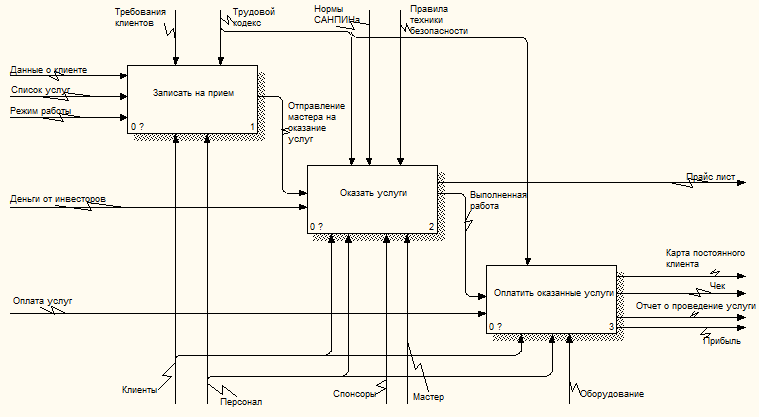 Требования
клиентов
Трудовой
кодекс
Нормы
САНПИНа
Правила
техники
безопасности
Данные о клиенте
Список услуг
Режим работы
Записать на прием
0 ?
1
Отправление
мастера на
оказание
услуг
Деньги от инвесторов
Оказать услуги
0 ?
2
Прайс лист
Выполненная
работа
Оплата услуг
Оплатить оказанные услуги
0 ?
3
Карта постоянного
клиента
Чек
Отчет о проведение услуги
Прибыль
Клиенты
Персонал
Спонсоры
Мастер
Оборудование